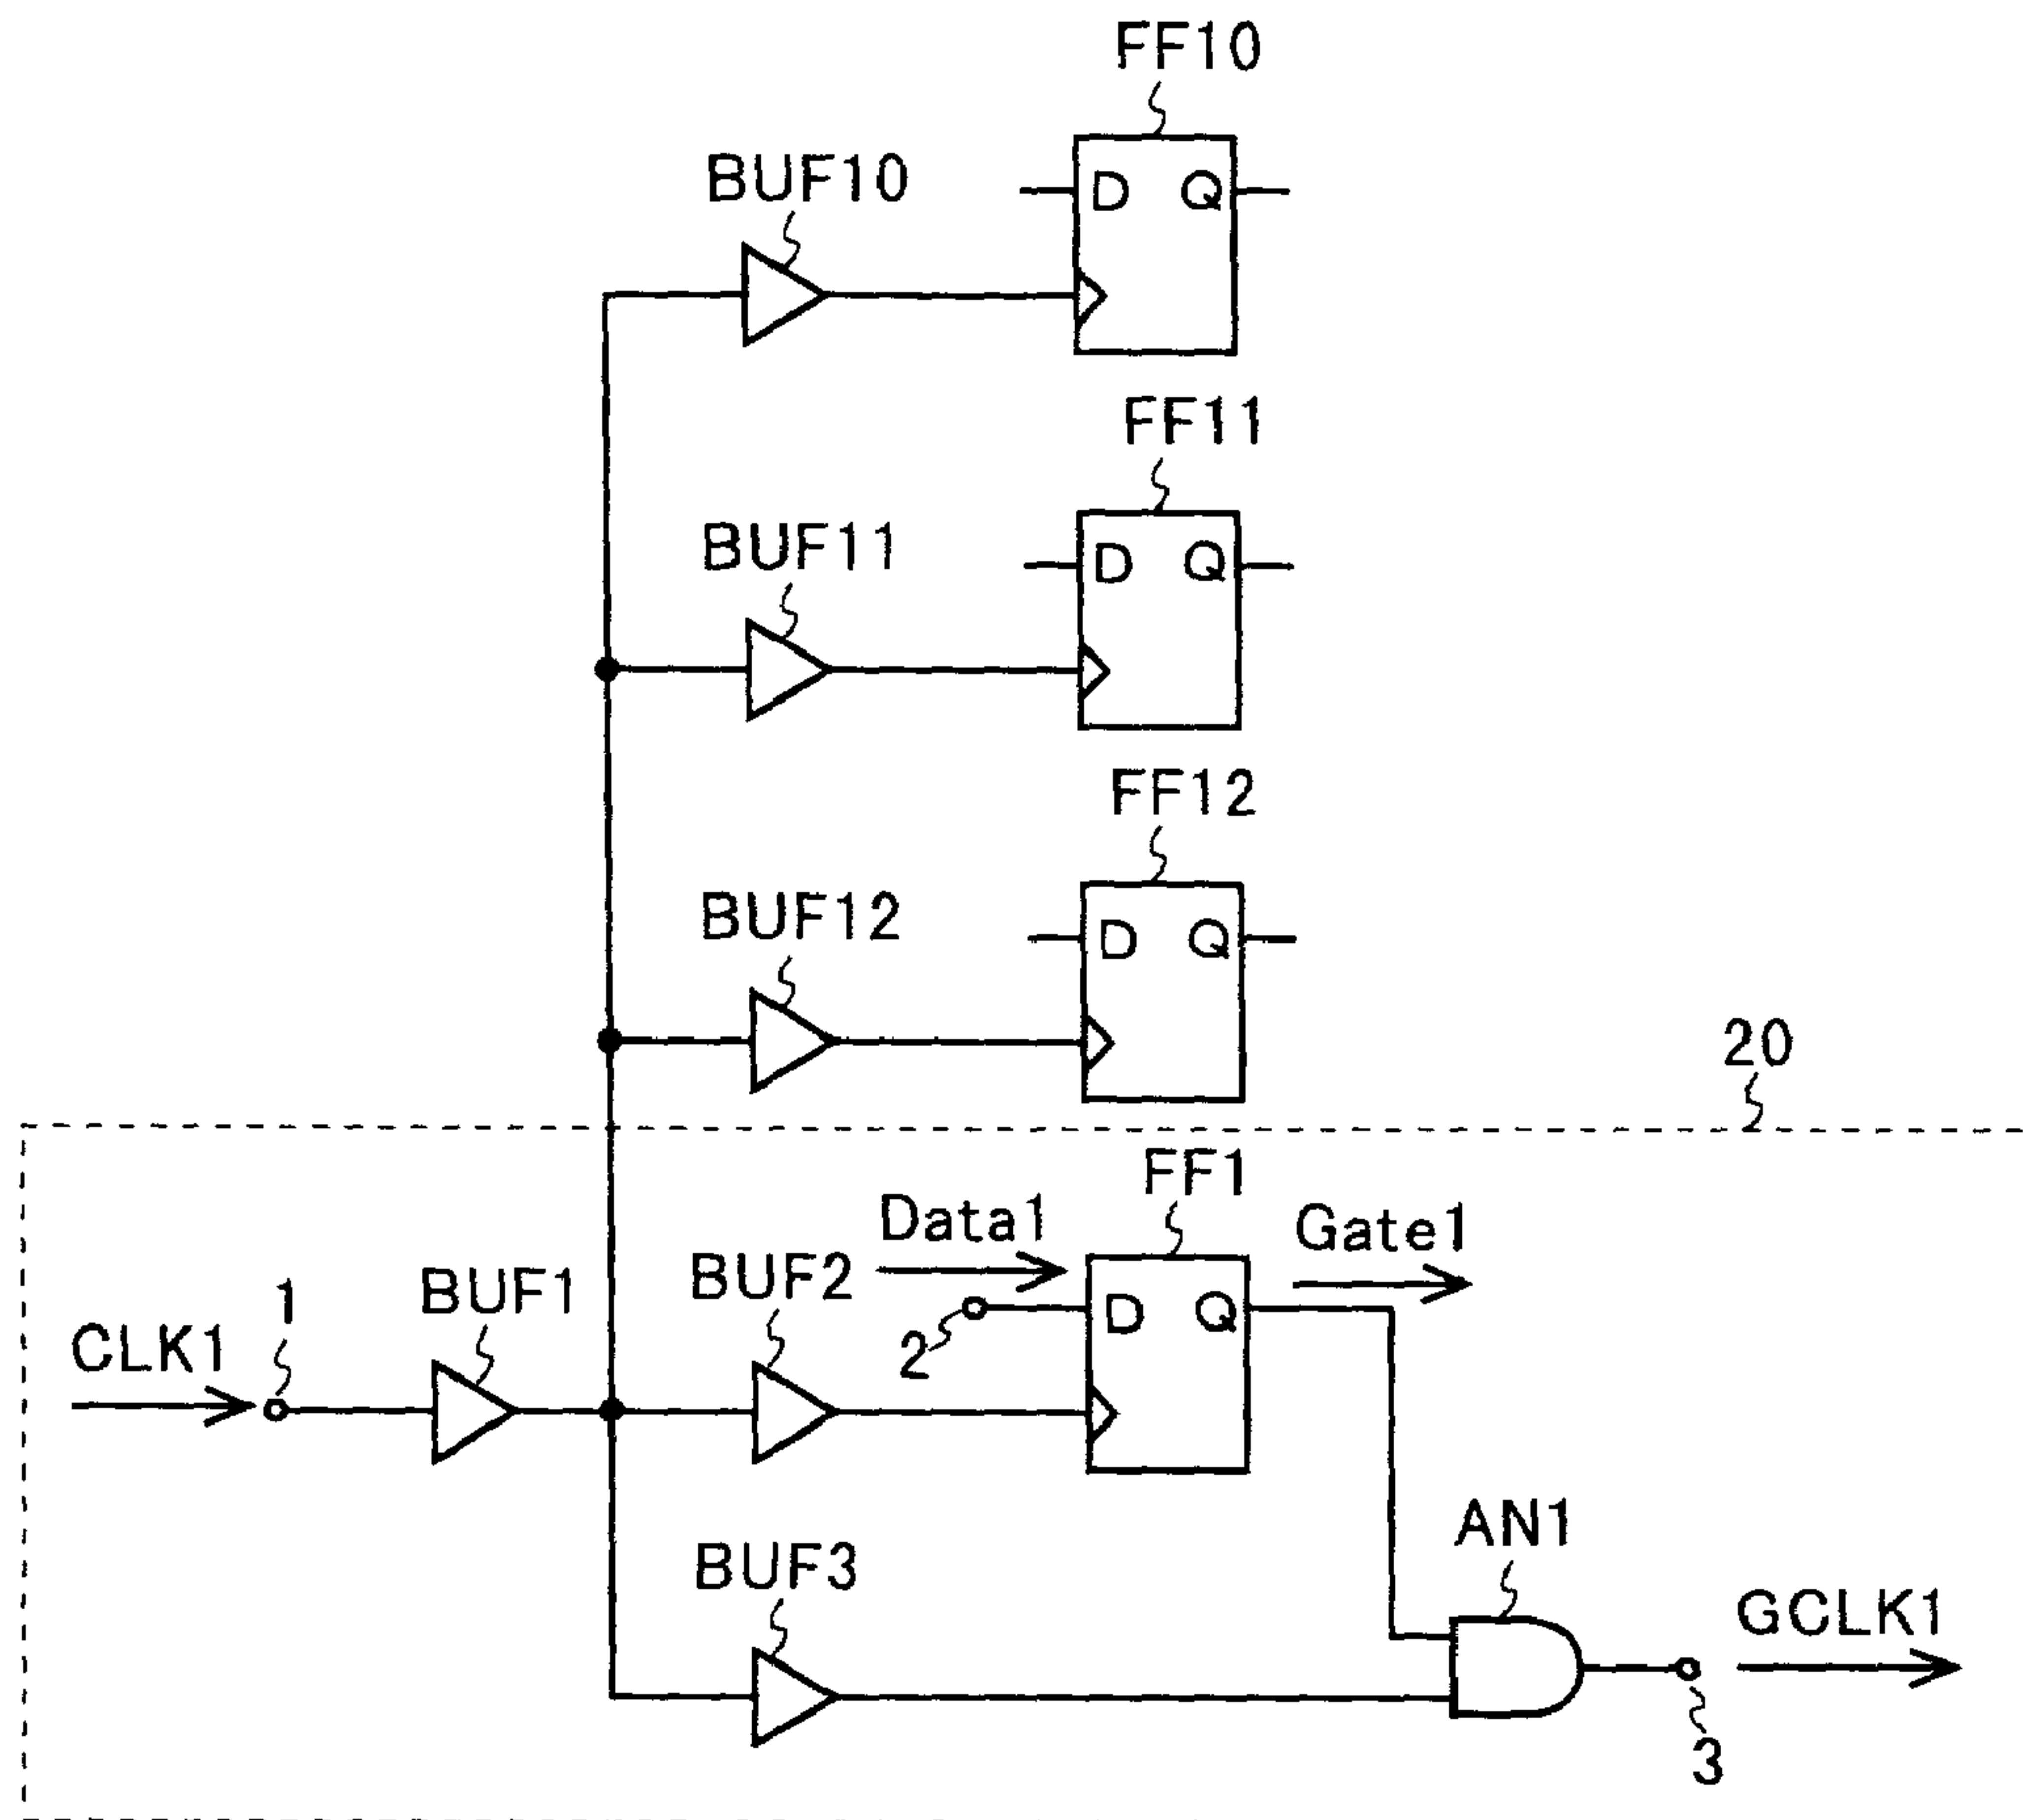 FF10
BUF10
D Q
FF11
BUF11
D Q
FF12
BUF12
D Q
20
FF1
Data1
Gate1
BUF2
1
BUF1
CLK1
2
D Q
AN1
BUF3
GCLK1
3